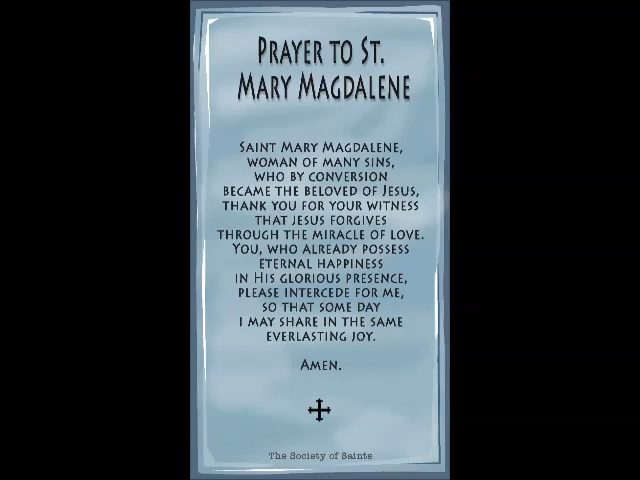 Prayer to St.
Mary Magdalene
Saint Mary Magdalene,
woman of many sins,
who by conversion
became the beloved of Jesus,
thank you for your witness
that Jesus forgives
through the miracle of love.
You, who already possess
eternal happiness
in His glorious presence,
please intercede for me,
so that some day
I may share in the same
everlasting joy.
Amen.
The Society of Saints